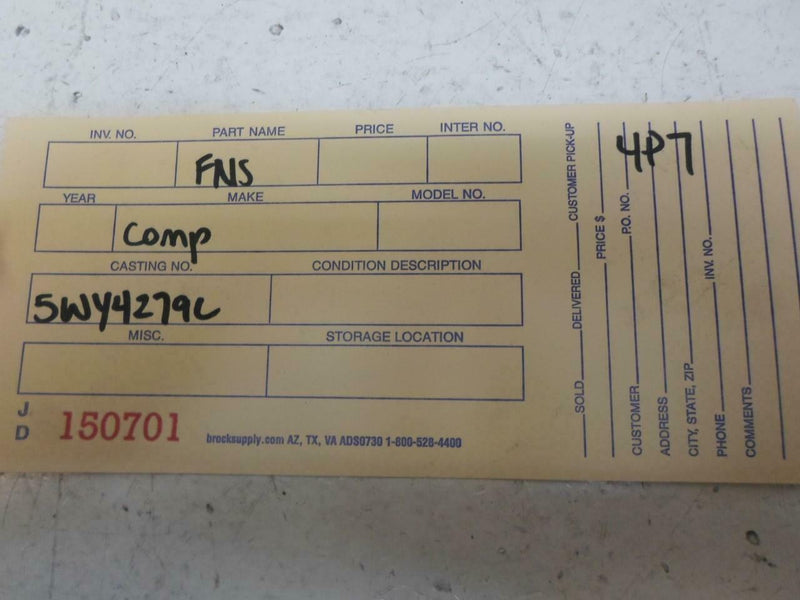 INV. NO. PART NAME PRICE INTER NO.
FNS
YEAR MAKE MODEL NO.
Comp
CASTING NO. CONDITION DESCRIPTION
5WY4279C
MISC. STORAGE LOCATION
J
D
150701
brocksupply.com AZ, TX, VA ADS0730 1-800-528-4400
SOLD DELIVERED CUSTOMER PICK-UP
PRICE $
CUSTOMER P.O. NO.
ADDRESS
CITY, STATE, ZIP
PHONE INV. NO.
COMMENTS
4P7